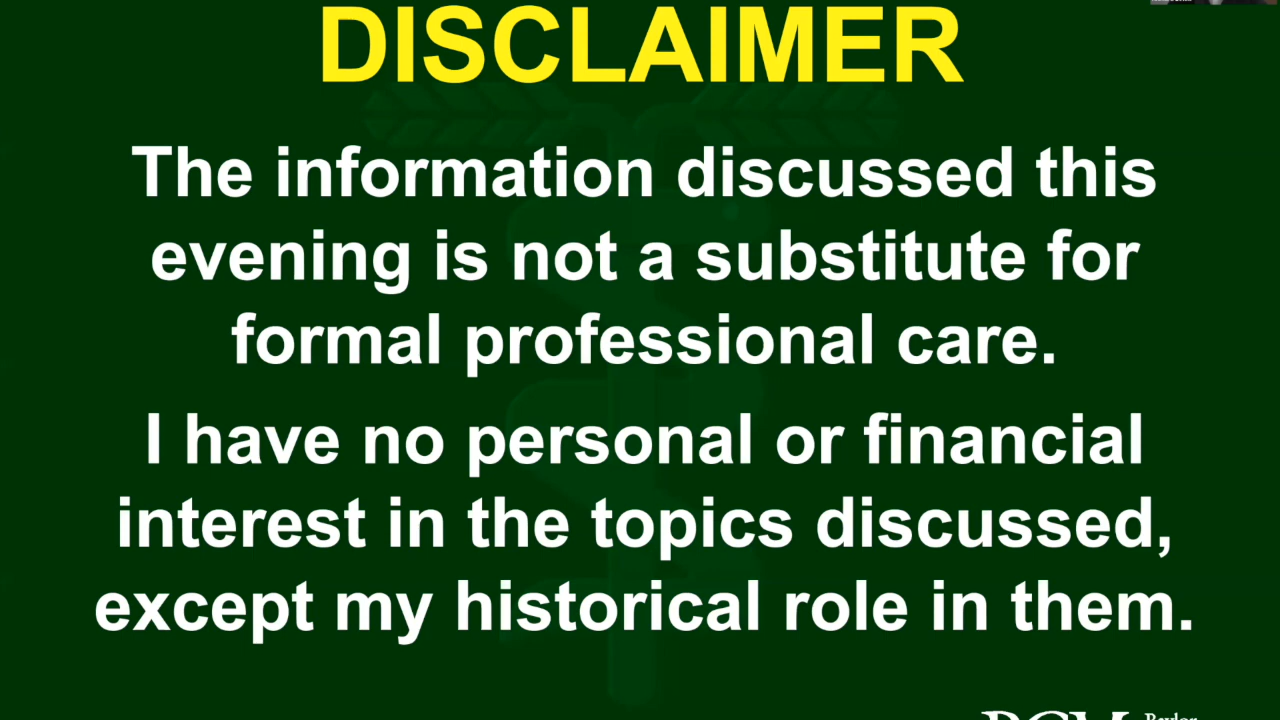 DISCLAIMER
The information discussed this
evening is not a substitute for
formal professional care.
I have no personal or financial
interest in the topics discussed,
except my historical role in them.